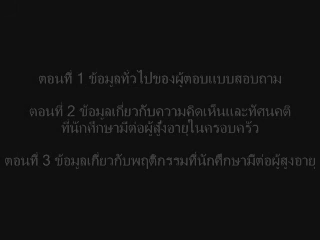 ตอนที่ 1 ข้อมูลทั่วไปของผู้ตอบแบบสอบถาม
ตอนที่ 2 ข้อมูลเกี่ยวกับความคิดเห็นและทัศนคติ
ที่นักศึกษามีต่อผู้สูงอายุในครอบครัว
ตอนที่ 3 ข้อมูลเกี่ยวกับพฤติกรรมที่นักศึกษามีต่อผู้สูงอายุ